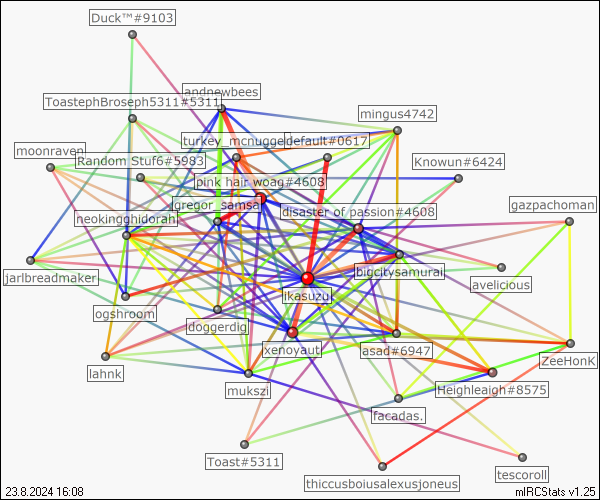 Duck™#9103
andnewbees
ToastephBroseph5311#5311
mingus4742
turkey_mcnugge
default#0617
moonraven
Random Stuf6#5983
Knowun#6424
pink hair woag#4608
gregor_samsa
disaster of passion#4608
gazpachoman
neokingghidorah
jarlbreadmaker
bigcitysamurai
avelicious
ikasuzu
ogshroom
doggerdig
xenoyaut
asad#6947
lahnk
ZeeHonK
mukszi
Heighleaigh#8575
facadas.
Toast#5311
thiccusboiusalexusjoneus
tescoroll
23.8.2024 16:08
mIRCStats v1.25